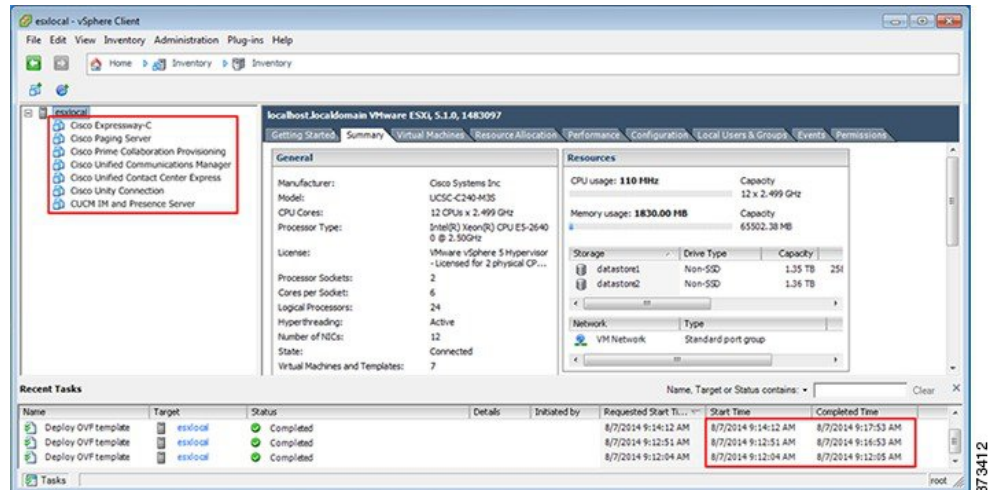 esxlocal - vSphere Client
File Edit View Inventory Administration Plug-ins Help
Home Inventory Inventory
esxlocal
Cisco Expressway-C
Cisco Paging Server
Cisco Prime Collaboration Provisioning
Cisco Unified Communications Manager
Cisco Unified Contact Center Express
Cisco Unity Connection
CUCM IM and Presence Server
localhost.localdomain VMware ESXi, 5.1.0, 1483097
Getting Started Summary Virtual Machines Resource Allocation Performance Configuration Local Users & Groups Events Permissions
General
Manufacturer: Cisco Systems Inc
Model: UCSC-C240-M3S
CPU Cores: 12 CPUs x 2.499 GHz
Processor Type: Intel(R) Xeon(R) CPU E5-2640
0 @ 2.50GHz
License: VMware vSphere 5 Hypervisor
- Licensed for 2 physical CP...
Processor Sockets: 2
Cores per Socket: 6
Logical Processors: 24
Hyperthreading: Active
Number of NICs: 12
State: Connected
Virtual Machines and Templates: 7
Resources
CPU usage: 110 MHz Capacity
12 x 2.499 GHz
Memory usage: 1830.00 MB Capacity
65502.38 MB
Storage Drive Type Capacity
datastore1 Non-SSD 1.35 TB 258
datastore2 Non-SSD 1.36 TB
Network Type
VM Network Standard port group
Recent Tasks
Name, Target or Status contains: Clear
Name Target Status Details Initiated by Requested Start Ti... Start Time Completed Time
Deploy OVF template esxlocal Completed 8/7/2014 9:14:12 AM 8/7/2014 9:14:12 AM 8/7/2014 9:17:53 AM
Deploy OVF template esxlocal Completed 8/7/2014 9:12:51 AM 8/7/2014 9:12:51 AM 8/7/2014 9:16:53 AM
Deploy OVF template esxlocal Completed 8/7/2014 9:12:04 AM 8/7/2014 9:12:04 AM 8/7/2014 9:12:05 AM
Tasks root
373412